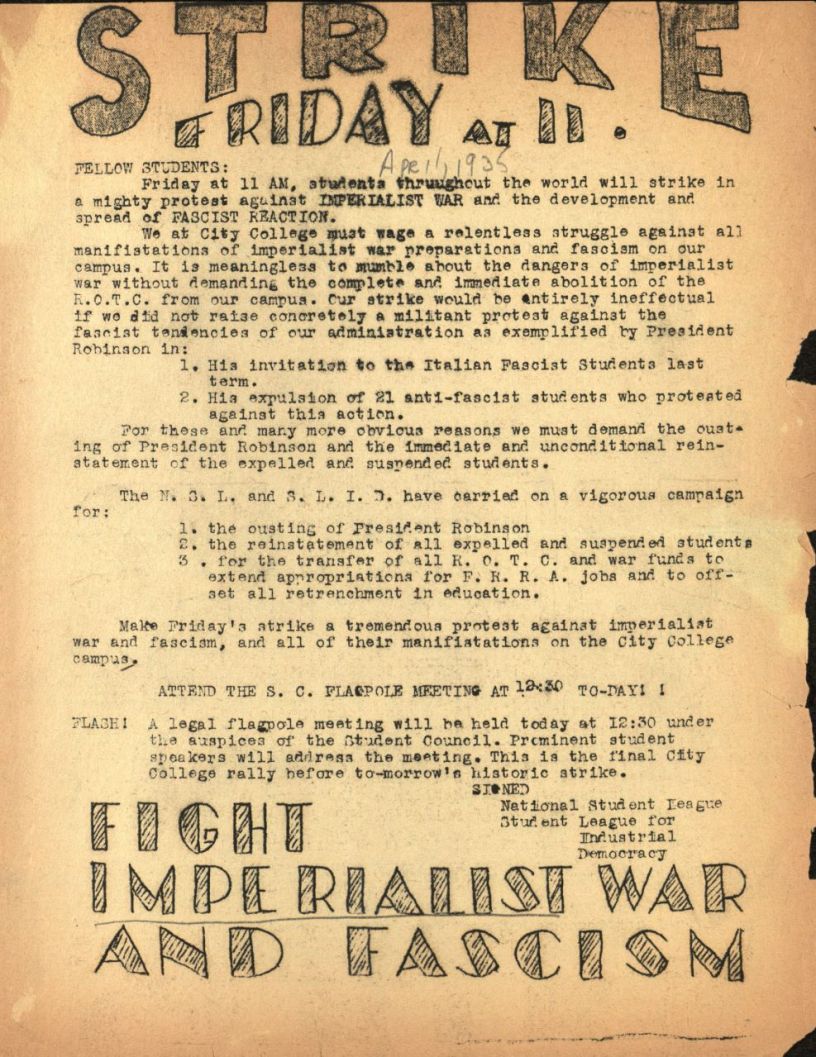 STRIKE
FRIDAY AT 11.
April, 1935
FELLOW STUDENTS:
Friday at 11 AM, students thruughout the world will strike in
a mighty protest against IMPERIALIST WAR and the development and
spread of FASCIST REACTION.
We at City College must wage a relentless struggle against all
manifistations of imperialist war preparations and fascism on our
campus. It is meaningless to mumble about the dangers of imperialist
war without demanding the complete and immediate abolition of the
R.O.T.C. from our campus. Our strike would be entirely ineffectual
if we did not raise concretely a militant protest against the
fascist tendencies of our administration as exemplified by President
Robinson in:
1. His invitation to the Italian Fascist Students last
term.
2. His expulsion of 21 anti-fascist students who protested
against this action.
For these and many more obvious reasons we must demand the oust-
ing of President Robinson and the immediate and unconditional rein-
statement of the expelled and suspended students.
The N. S. L. and S. L. I. D. have carried on a vigorous campaign
for:
1. the ousting of President Robinson
2. the reinstatement of all expelled and suspended students
3 . for the transfer of all R. O. T. C. and war funds to
extend appropriations for F. E. R. A. jobs and to off-
set all retrenchment in education.
Make Friday's strike a tremendous protest against imperialist
war and fascism, and all of their manifistations on the City College
campus.
ATTEND THE S. C. FLAGPOLE MEETING AT 12:30 TO-DAY! !
FLASH! A legal flagpole meeting will be held today at 12:30 under
the auspices of the Student Council. Prominent student
speakers will address the meeting. This is the final City
College rally before to-morrow's historic strike.
SIGNED
National Student League
Student League for
Industrial
Democracy
FIGHT
IMPERIALIST WAR
AND FASCISM